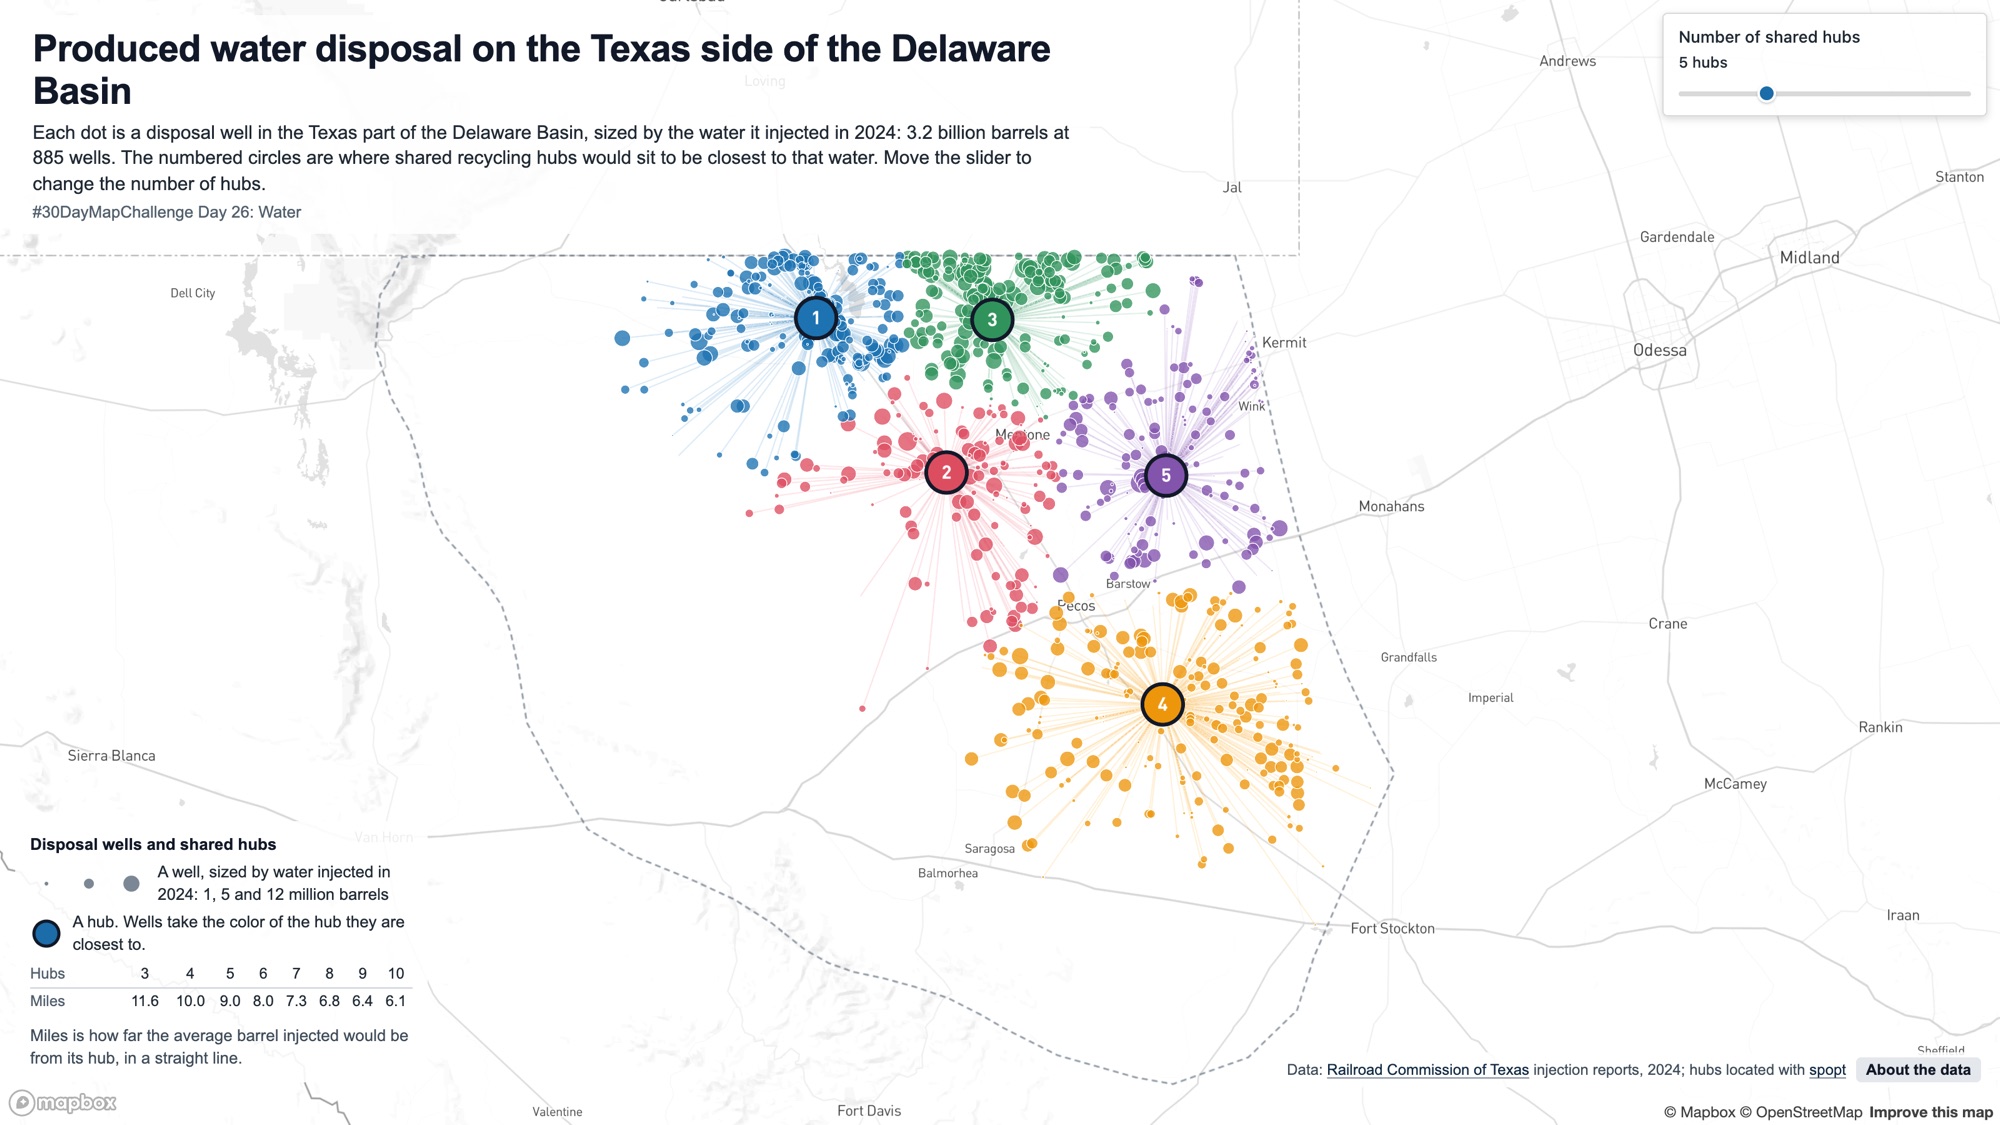 Carlsbad
Produced water disposal on the Texas side of the Delaware
Basin
Loving
Each dot is a disposal well in the Texas part of the Delaware Basin, sized by the water it injected in 2024: 3.2 billion barrels at
885 wells. The numbered circles are where shared recycling hubs would sit to be closest to that water. Move the slider to
change the number of hubs.
#30DayMapChallenge Day 26: Water
Number of shared hubs
5 hubs
Andrews
Stanton
Jal
Gardendale
Midland
Dell City
1
3
Kermit
Odessa
Wink
Mentone
2
5
Monahans
Barstow
Pecos
Crane
Grandfalls
Imperial
4
Rankin
Sierra Blanca
McCamey
Van Horn
Saragosa
Balmorhea
Iraan
Fort Stockton
Disposal wells and shared hubs
A well, sized by water injected in
2024: 1, 5 and 12 million barrels
A hub. Wells take the color of the hub they are
closest to.
Hubs 3 4 5 6 7 8 9 10
Miles 11.6 10.0 9.0 8.0 7.3 6.8 6.4 6.1
Miles is how far the average barrel injected would be
from its hub, in a straight line.
Sheffield
Data: Railroad Commission of Texas injection reports, 2024; hubs located with spopt
About the data
mapbox
Valentine
Fort Davis
© Mapbox © OpenStreetMap Improve this map